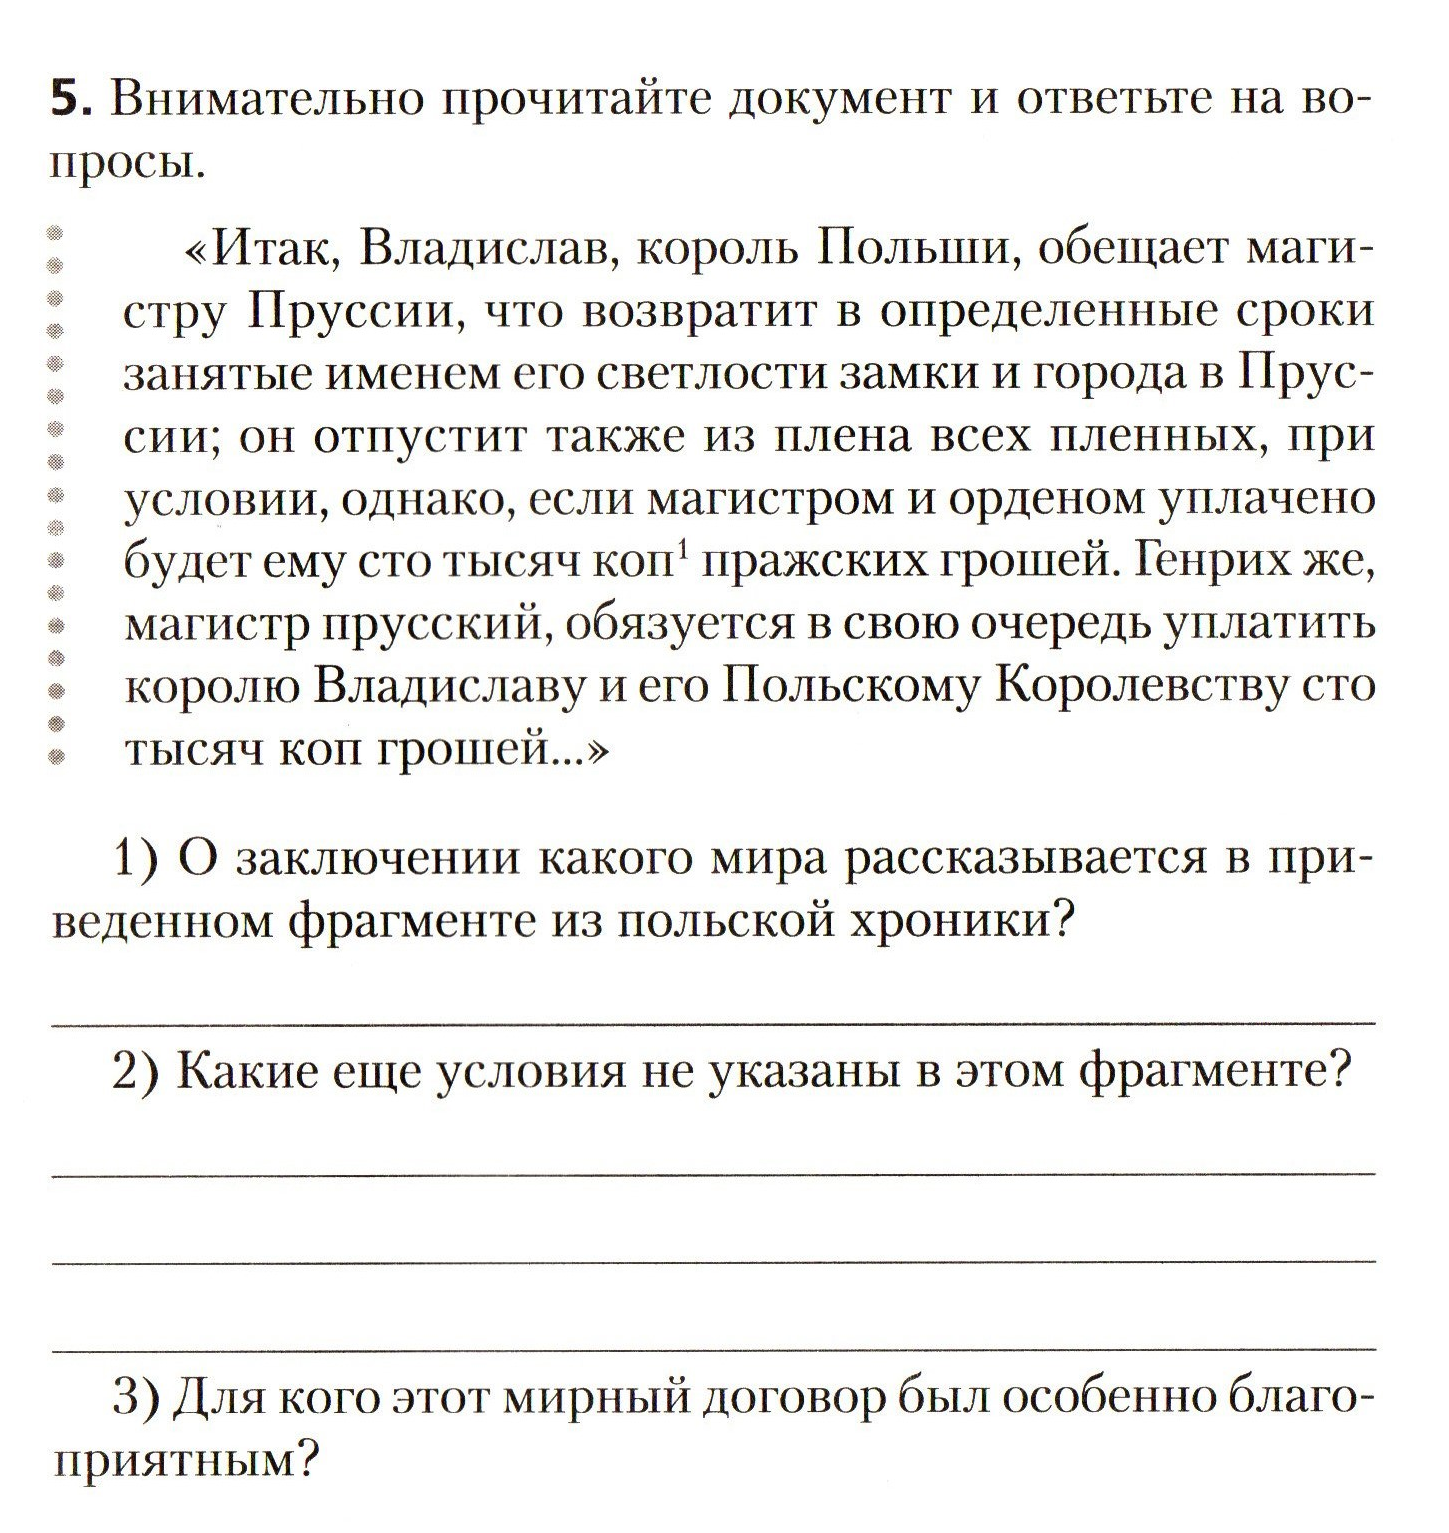 5. Внимательно прочитайте документ и ответьте на во-
просы.
«Итак, Владислав, король Польши, обещает маги-
стру Пруссии, что возвратит в определенные сроки
занятые именем его светлости замки и города в Прус-
сии; он отпустит также из плена всех пленных, при
условии, однако, если магистром и орденом уплачено
будет ему сто тысяч коп¹ пражских грошей. Генрих же,
магистр прусский, обязуется в свою очередь уплатить
королю Владиславу и его Польскому Королевству сто
тысяч коп грошей...»
1) О заключении какого мира рассказывается в при-
веденном фрагменте из польской хроники?
2) Какие еще условия не указаны в этом фрагменте?
3) Для кого этот мирный договор был особенно благо-
приятным?